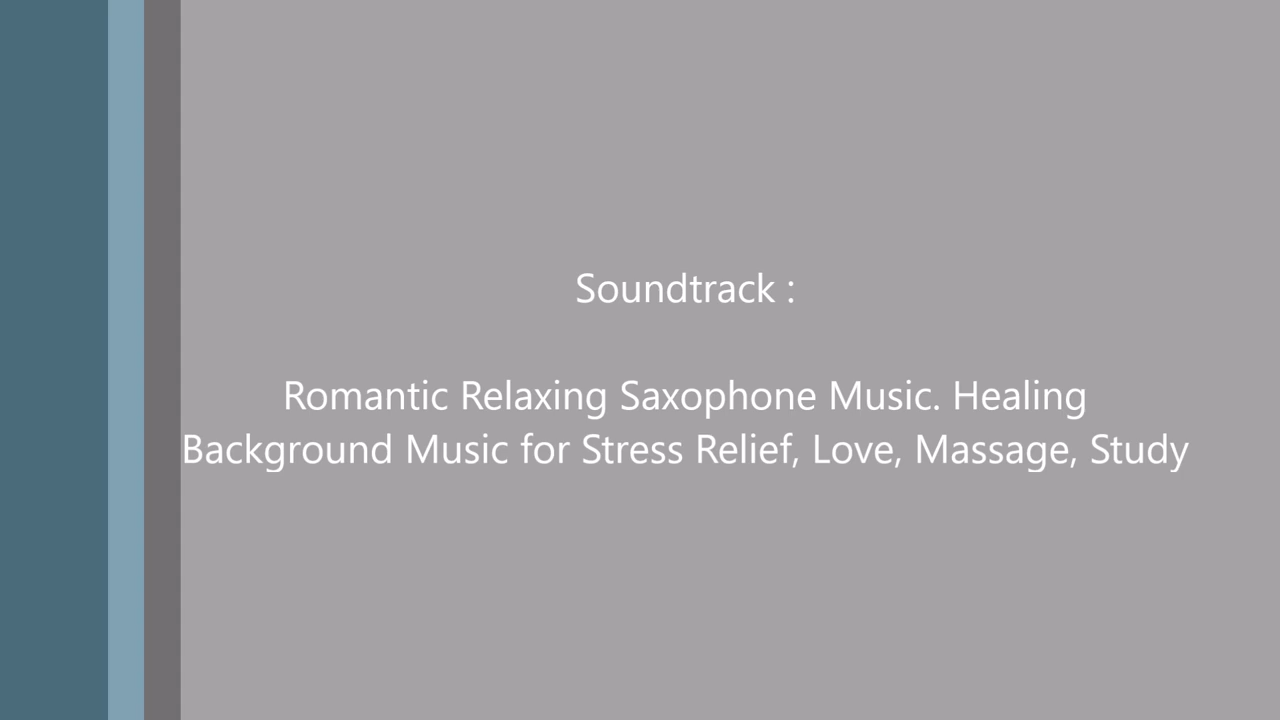 Soundtrack :
Romantic Relaxing Saxophone Music. Healing
Background Music for Stress Relief, Love, Massage, Study